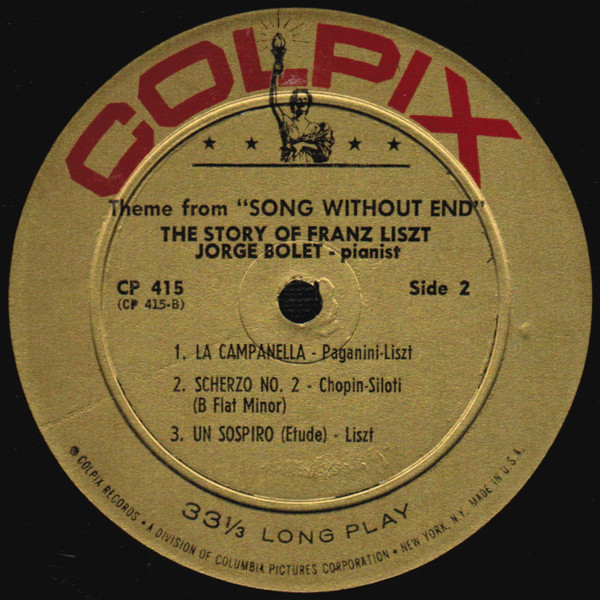 COLPIX
Theme from "SONG WITHOUT END"
THE STORY OF FRANZ LISZT
JORGE BOLET - pianist
CP 415
(CP 415-B)
Side 2
1. LA CAMPANELLA - Paganini-Liszt
2. SCHERZO NO. 2 - Chopin-Siloti
(B Flat Minor)
3. UN SOSPIRO (Etude) - Liszt
33 1/3 LONG PLAY
® COLPIX RECORDS • A DIVISION OF COLUMBIA PICTURES CORPORATION • NEW YORK, N.Y. MADE IN U.S.A.